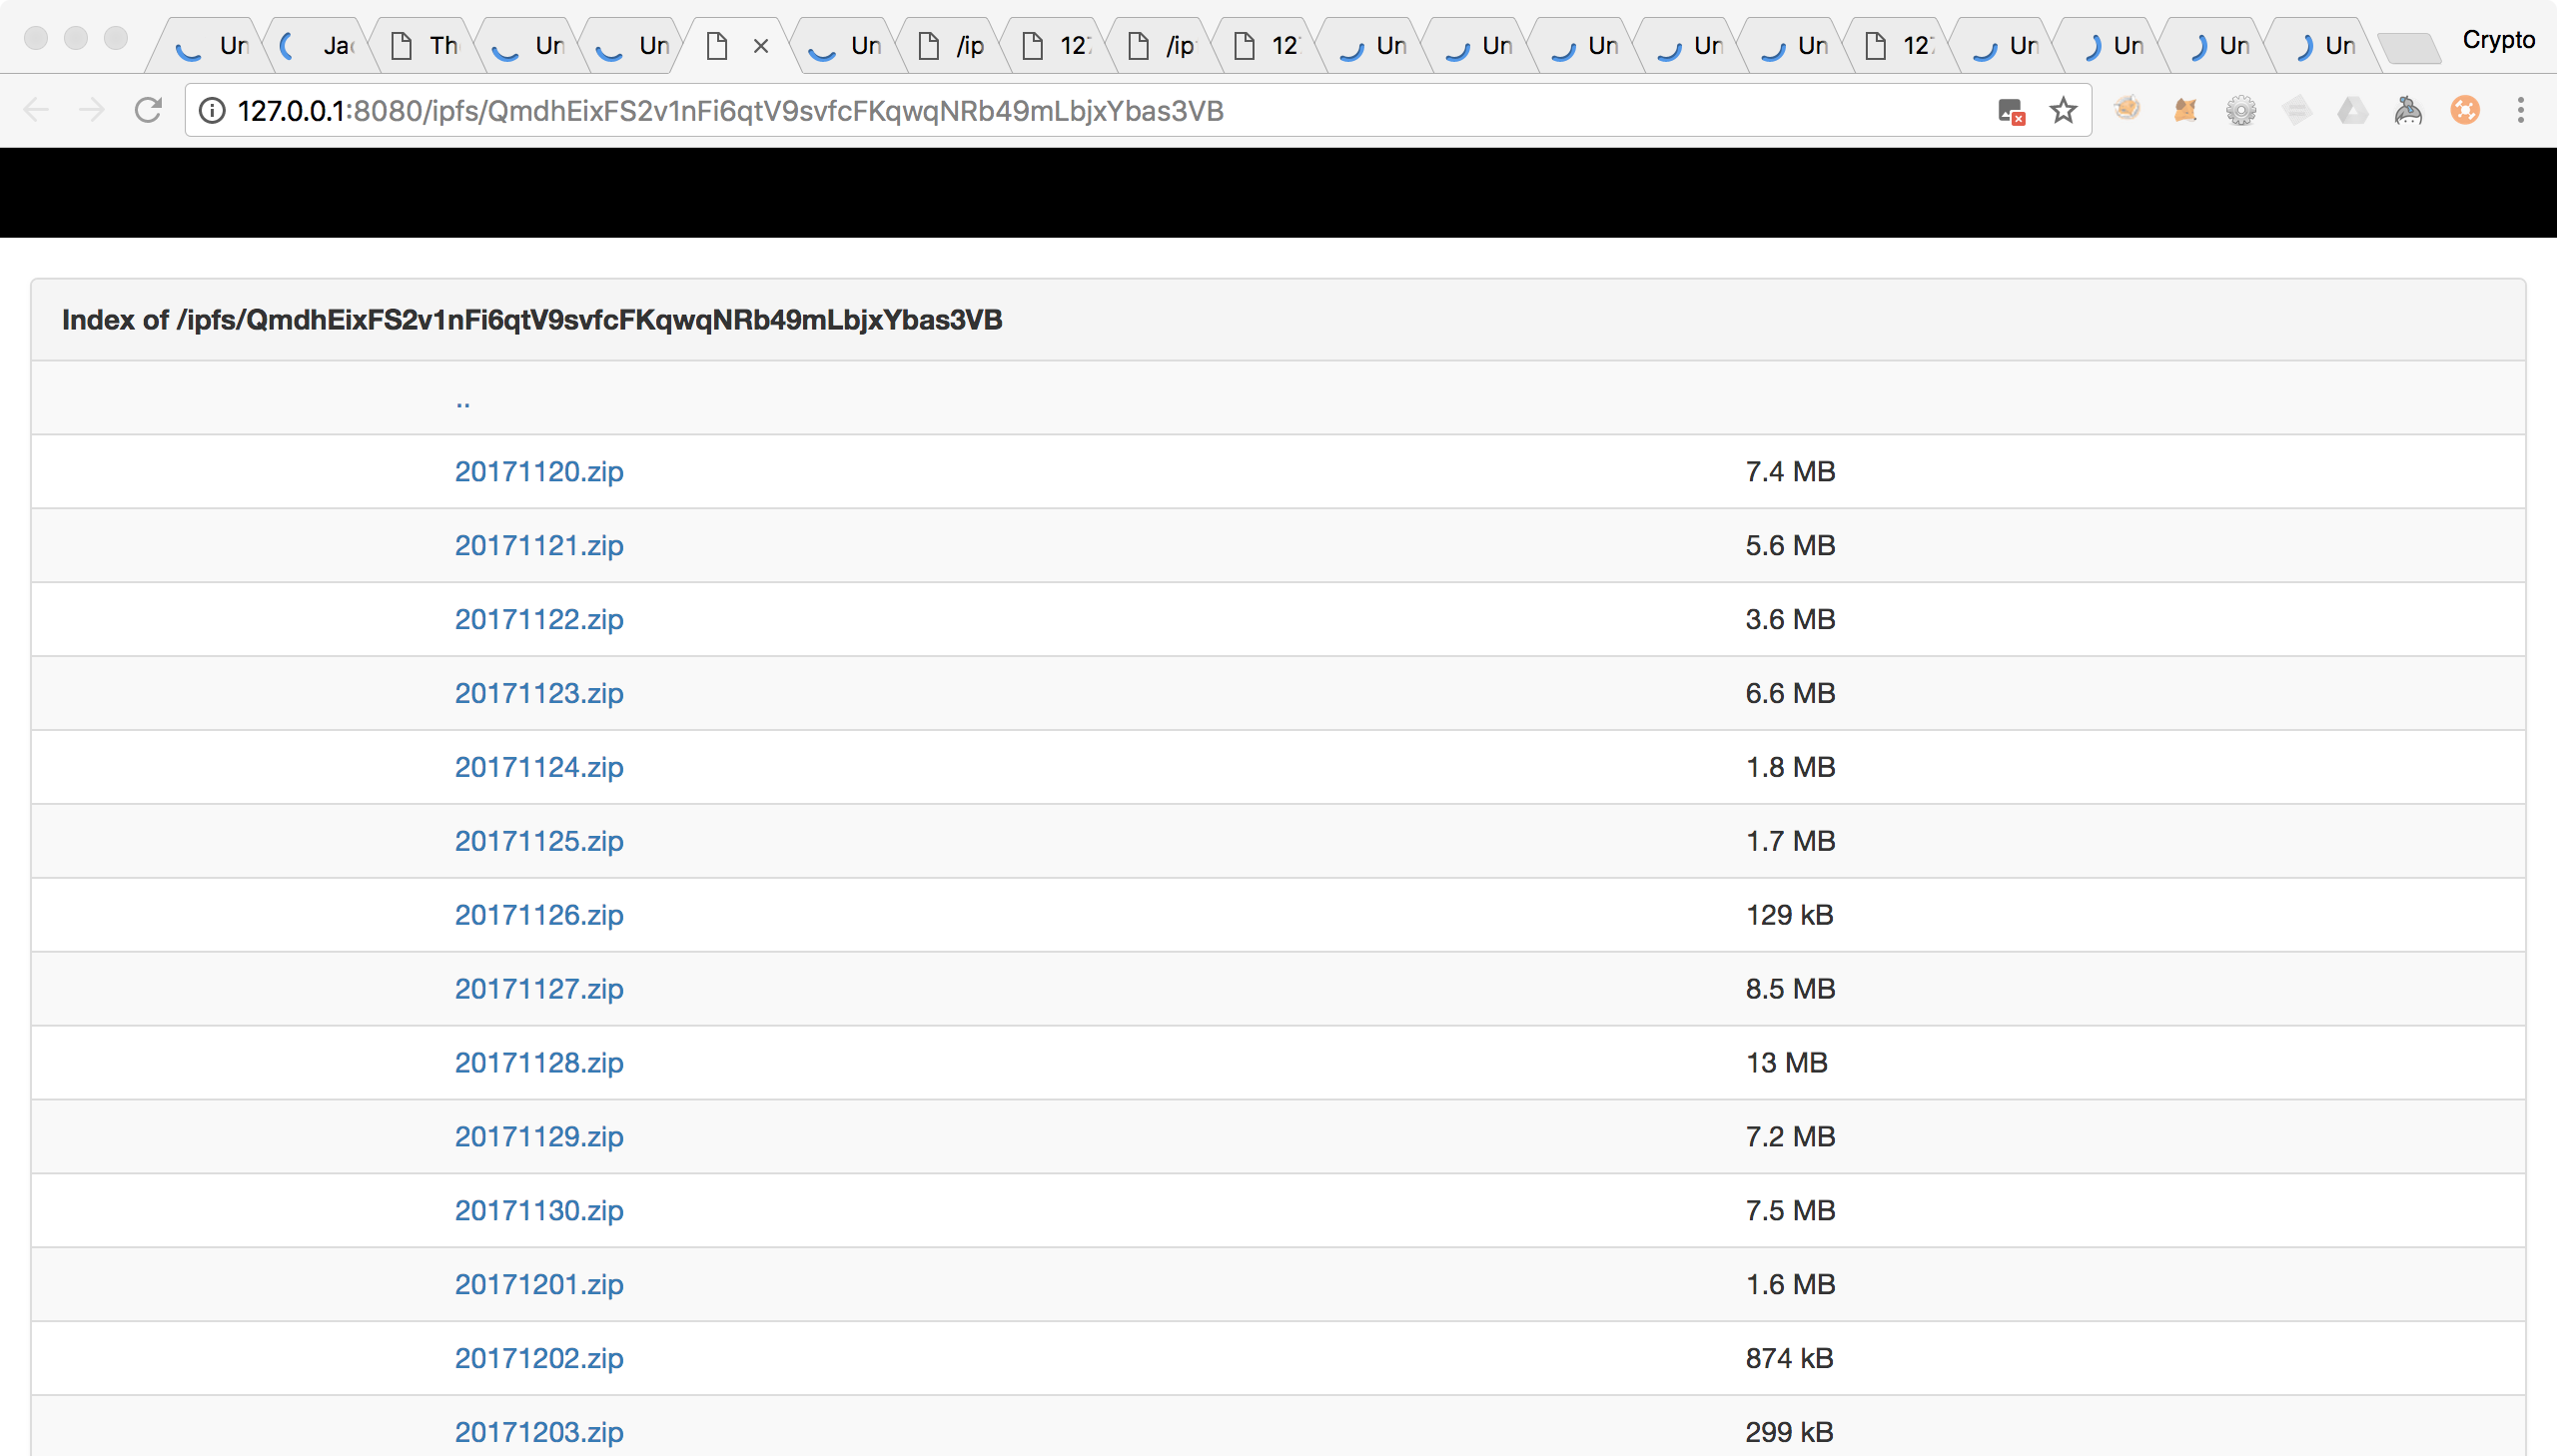 Un Ja Th Un Un Un /ip 127 /ip 12 Un Un Un Un Un 127 Un Un Un Un Crypto
127.0.0.1:8080/ipfs/QmdhEixFS2v1nFi6qtV9svfcFKqwqNRb49mLbjxYbas3VB
Index of /ipfs/QmdhEixFS2v1nFi6qtV9svfcFKqwqNRb49mLbjxYbas3VB
..
20171120.zip 7.4 MB
20171121.zip 5.6 MB
20171122.zip 3.6 MB
20171123.zip 6.6 MB
20171124.zip 1.8 MB
20171125.zip 1.7 MB
20171126.zip 129 kB
20171127.zip 8.5 MB
20171128.zip 13 MB
20171129.zip 7.2 MB
20171130.zip 7.5 MB
20171201.zip 1.6 MB
20171202.zip 874 kB
20171203.zip 299 kB